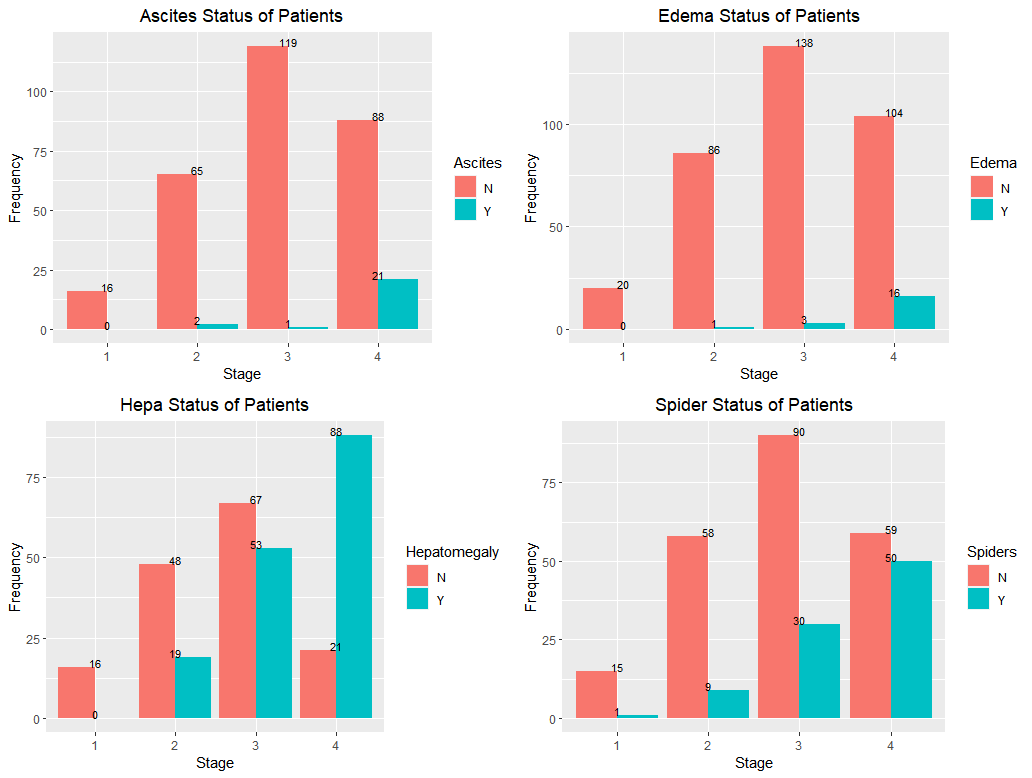 Ascites Status of Patients
Frequency
100
75
50
25
0
16
0
65
2
119
1
88
21
1
2
3
4
Stage
Ascites
N
Y
Edema Status of Patients
Frequency
100
50
0
20
0
86
1
138
3
104
16
1
2
3
4
Stage
Edema
N
Y
Hepa Status of Patients
Frequency
75
50
25
0
16
0
48
19
67
53
21
88
1
2
3
4
Stage
Hepatomegaly
N
Y
Spider Status of Patients
Frequency
75
50
25
0
15
1
58
9
90
30
59
50
1
2
3
4
Stage
Spiders
N
Y